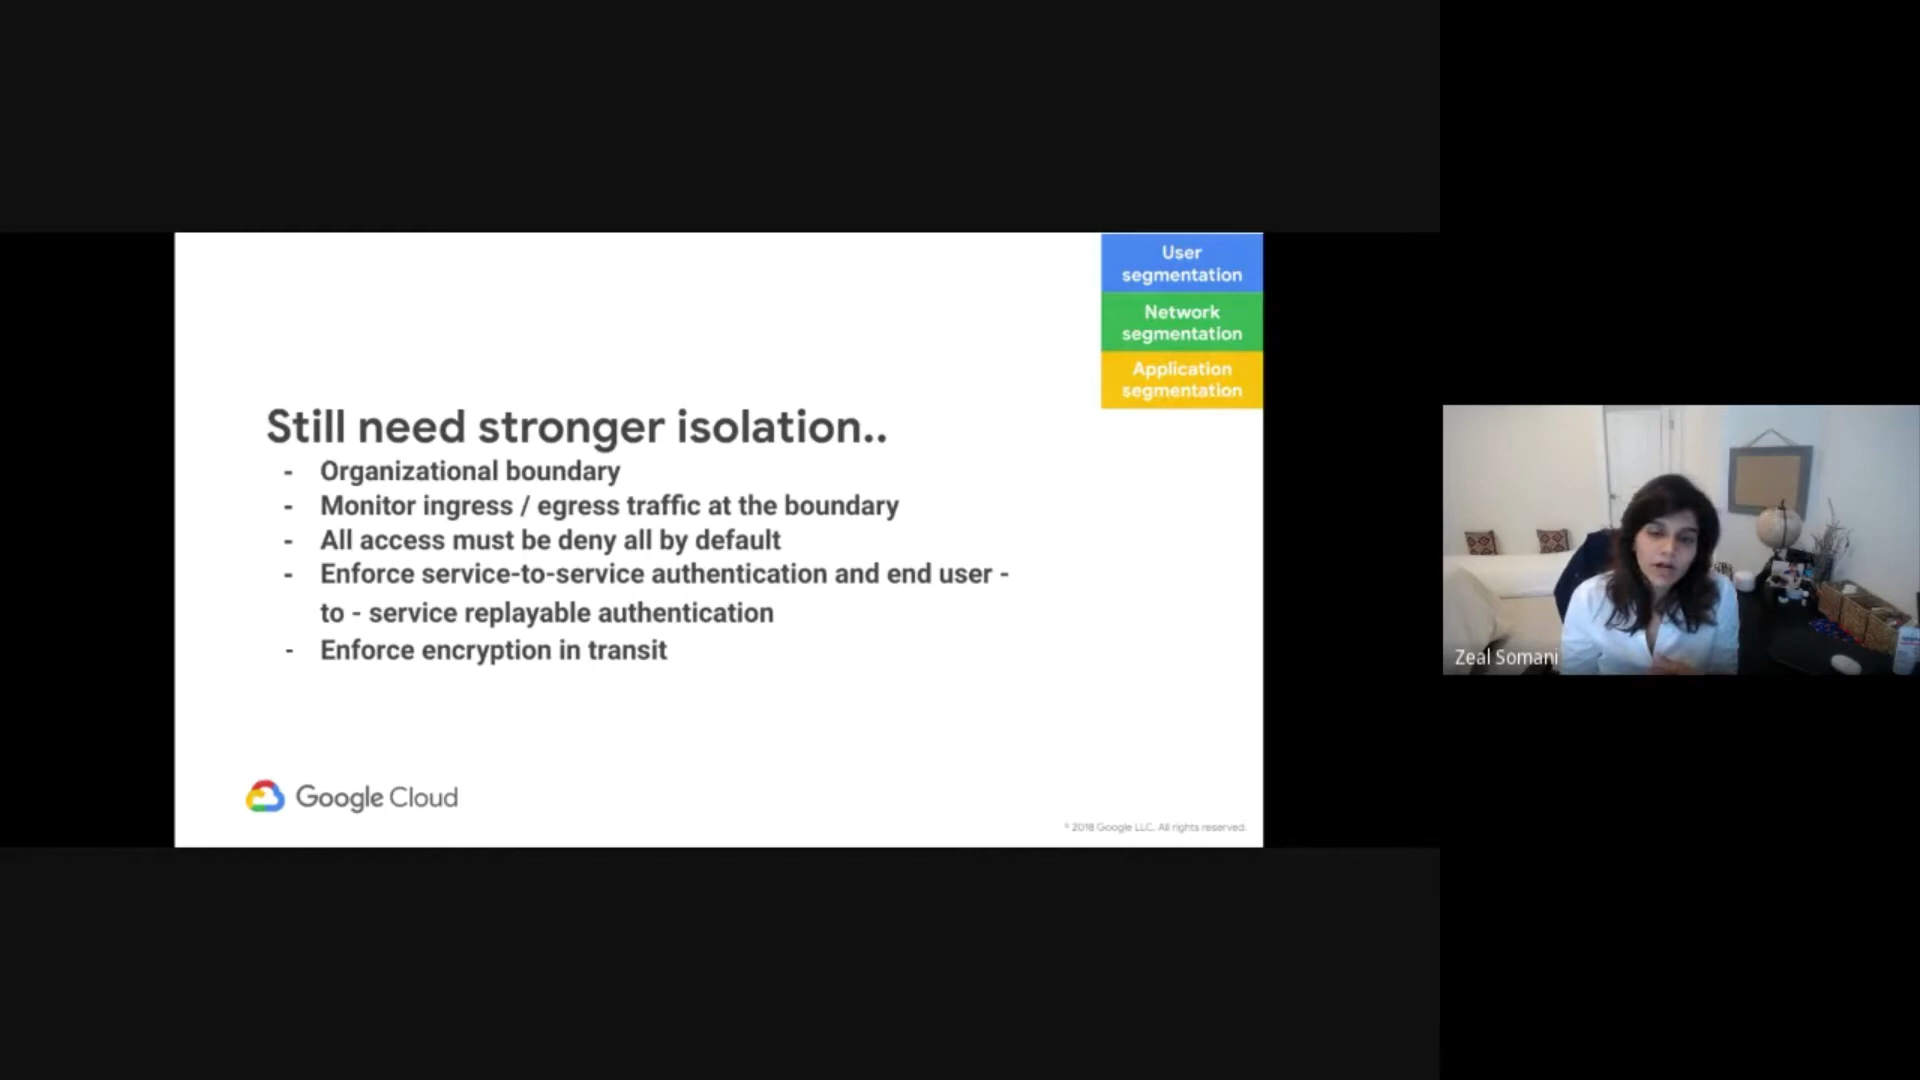 User
segmentation
Network
segmentation
Application
segmentation
Still need stronger isolation..
- Organizational boundary
- Monitor ingress / egress traffic at the boundary
- All access must be deny all by default
- Enforce service-to-service authentication and end user -
to - service replayable authentication
- Enforce encryption in transit
Google Cloud
© 2018 Google LLC. All rights reserved.
Zeal Somani